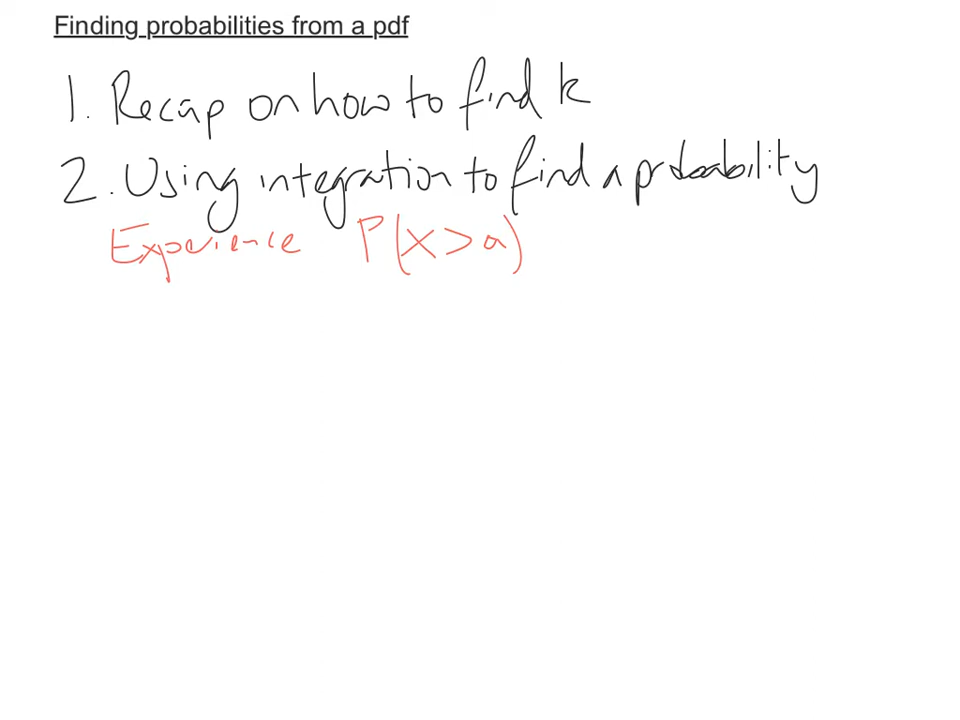 Finding probabilities from a pdf
1. Recap on how to find k
2. Using integration to find a probability
Experience P(X>a)